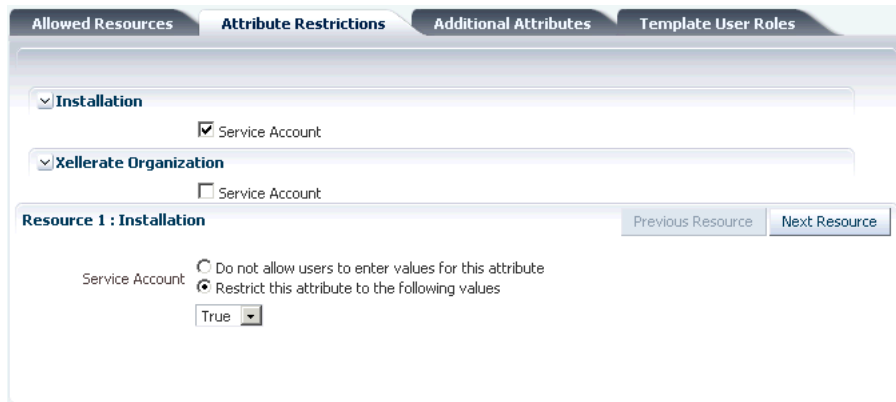 Allowed Resources Attribute Restrictions Additional Attributes Template User Roles
Installation
Service Account
Xellerate Organization
Service Account
Resource 1 : Installation Previous Resource Next Resource
Service Account
Do not allow users to enter values for this attribute
Restrict this attribute to the following values
True